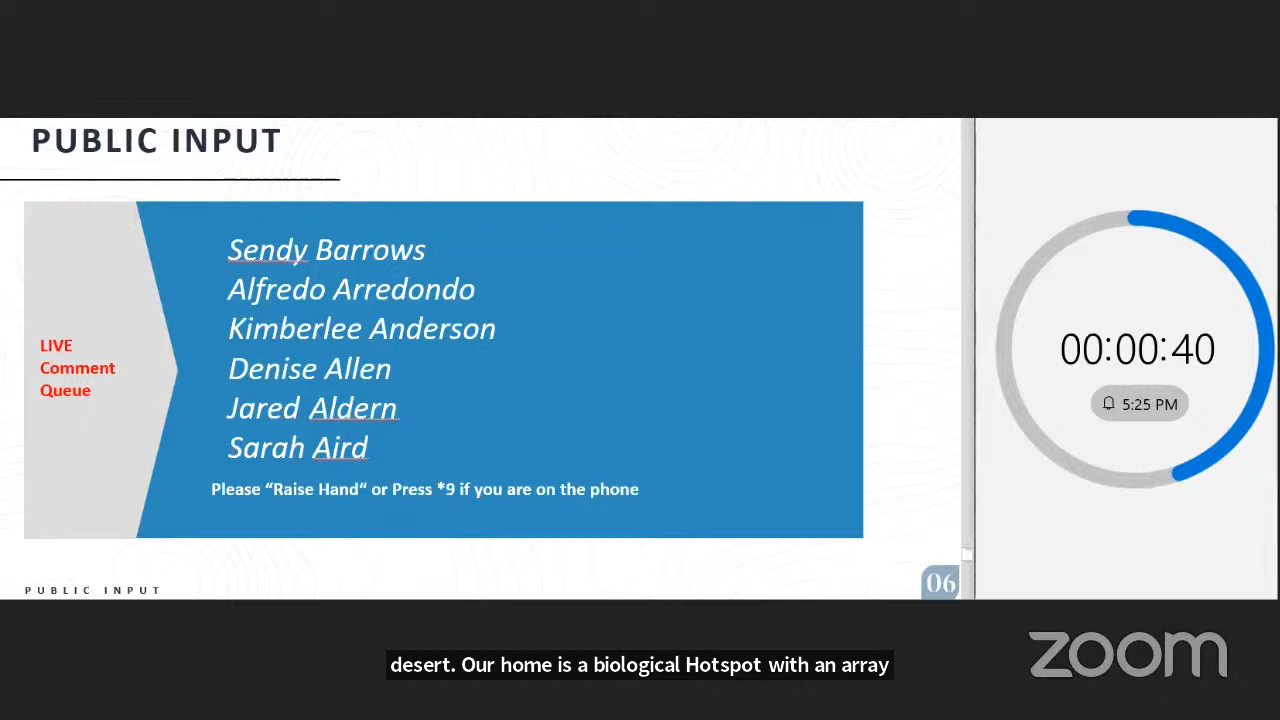 PUBLIC INPUT
Sendy Barrows
Alfredo Arredondo
Kimberlee Anderson
Denise Allen
Jared Aldern
Sarah Aird
LIVE
Comment
Queue
Please “Raise Hand“ or Press *9 if you are on the phone
PUBLIC INPUT
06
00:00:40
5:25 PM
desert. Our home is a biological Hotspot with an array
zoom